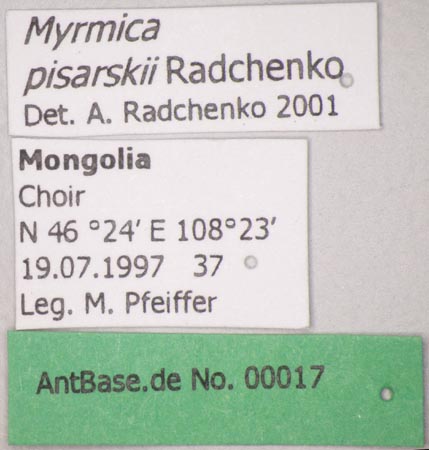 Myrmica
pisarskii Radchenko
Det. A. Radchenko 2001
Mongolia
Choir
N 46 °24′ E 108°23′
19.07.1997 37
Leg. M. Pfeiffer
AntBase.de No. 00017